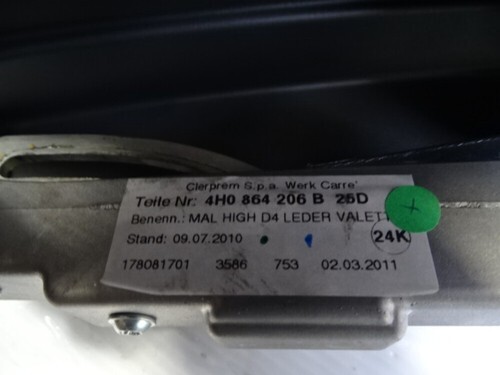 Clerprem S.p.a. Werk Carre'
Teile Nr: 4H0 864 206 B 25D
Benenn.: MAL HIGH D4 LEDER VALETT
Stand: 09.07.2010
24K
178081701 3586 753 02.03.2011